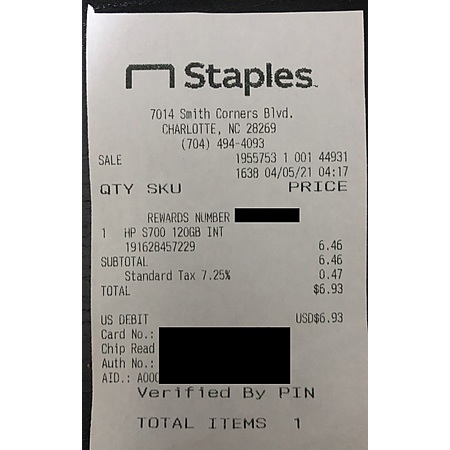 Staples
7014 Smith Corners Blvd.
CHARLOTTE, NC 28269
(704) 494-4093
SALE 1955753 1 001 44931
1638 04/05/21 04:17
QTY SKU PRICE
REWARDS NUMBER
1 HP S700 120GB INT
191628457229 6.46
SUBTOTAL 6.46
Standard Tax 7.25% 0.47
TOTAL $6.93
US DEBIT USD$6.93
Card No.:
Chip Read
Auth No.:
AID.: A000
Verified By PIN
TOTAL ITEMS 1